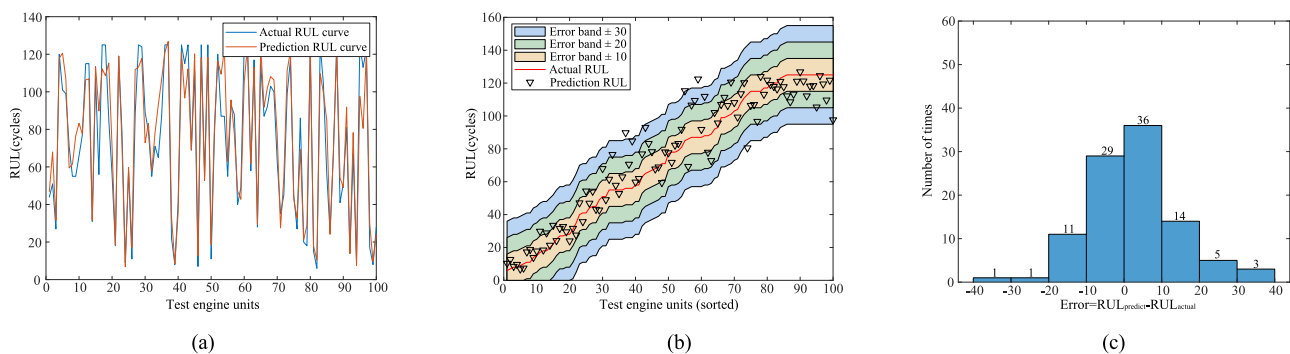 140
120
100
80
60
40
20
0
RUL(cycles)
Actual RUL curve
Prediction RUL curve
0 10 20 30 40 50 60 70 80 90 100
Test engine units
(a)
160
140
120
100
80
60
40
20
0
RUL(cycles)
Error band ± 30
Error band ± 20
Error band ± 10
Actual RUL
Prediction RUL
0 10 20 30 40 50 60 70 80 90 100
Test engine units (sorted)
(b)
60
50
40
30
20
10
0
Number of times
1 1 11 29 36 14 5 3
-40 -30 -20 -10 0 10 20 30 40
Error=RULpredict-RULactual
(c)